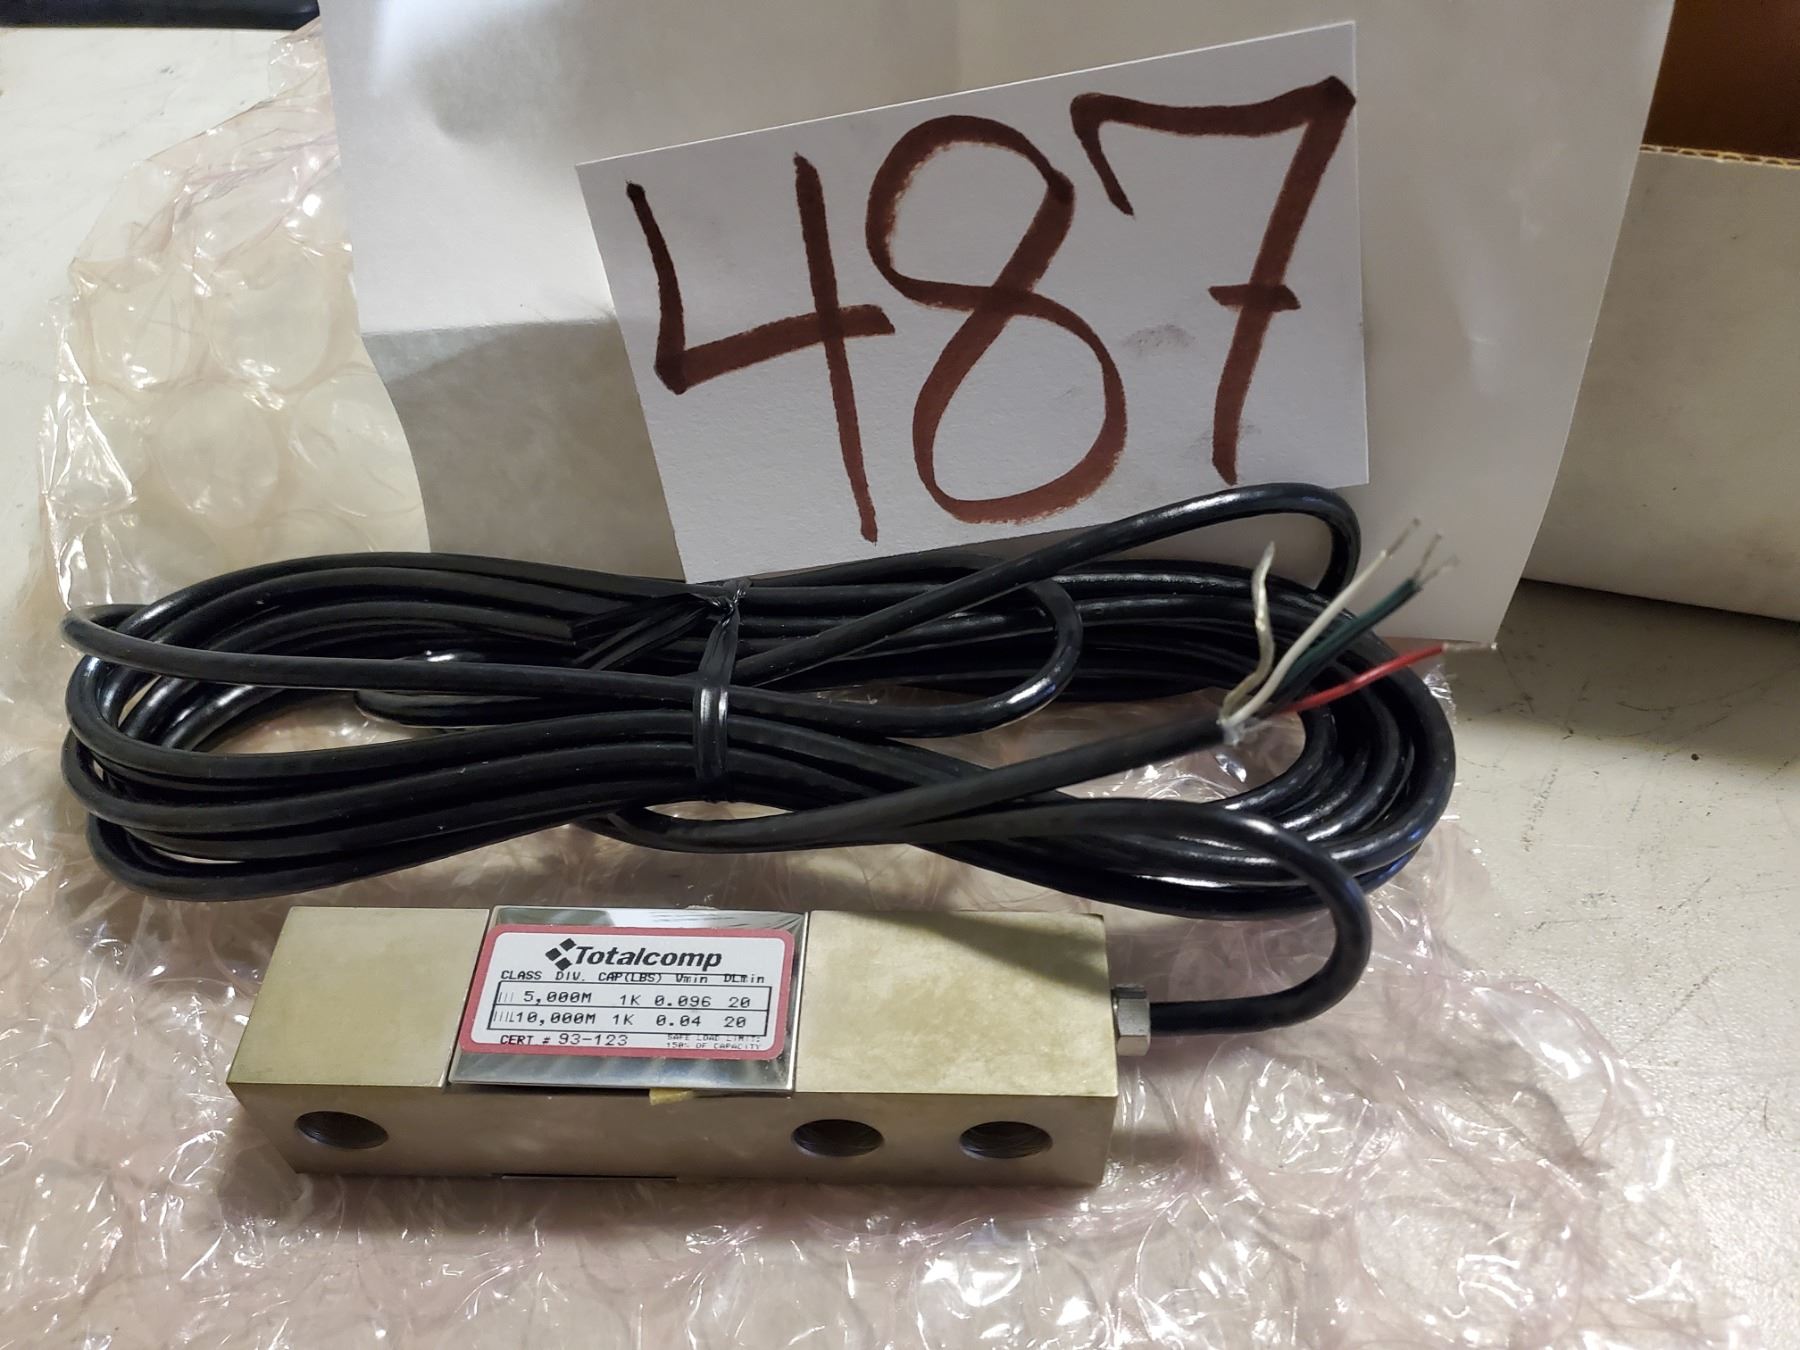 487
Totalcomp
CLASS DIV. CAP(LBS) Vmin DLmin
III 5,000M 1K 0.096 20
IIIL 10,000M 1K 0.04 20
CERT # 93-123 SAFE LOAD LIMIT:
150% OF CAPACITY